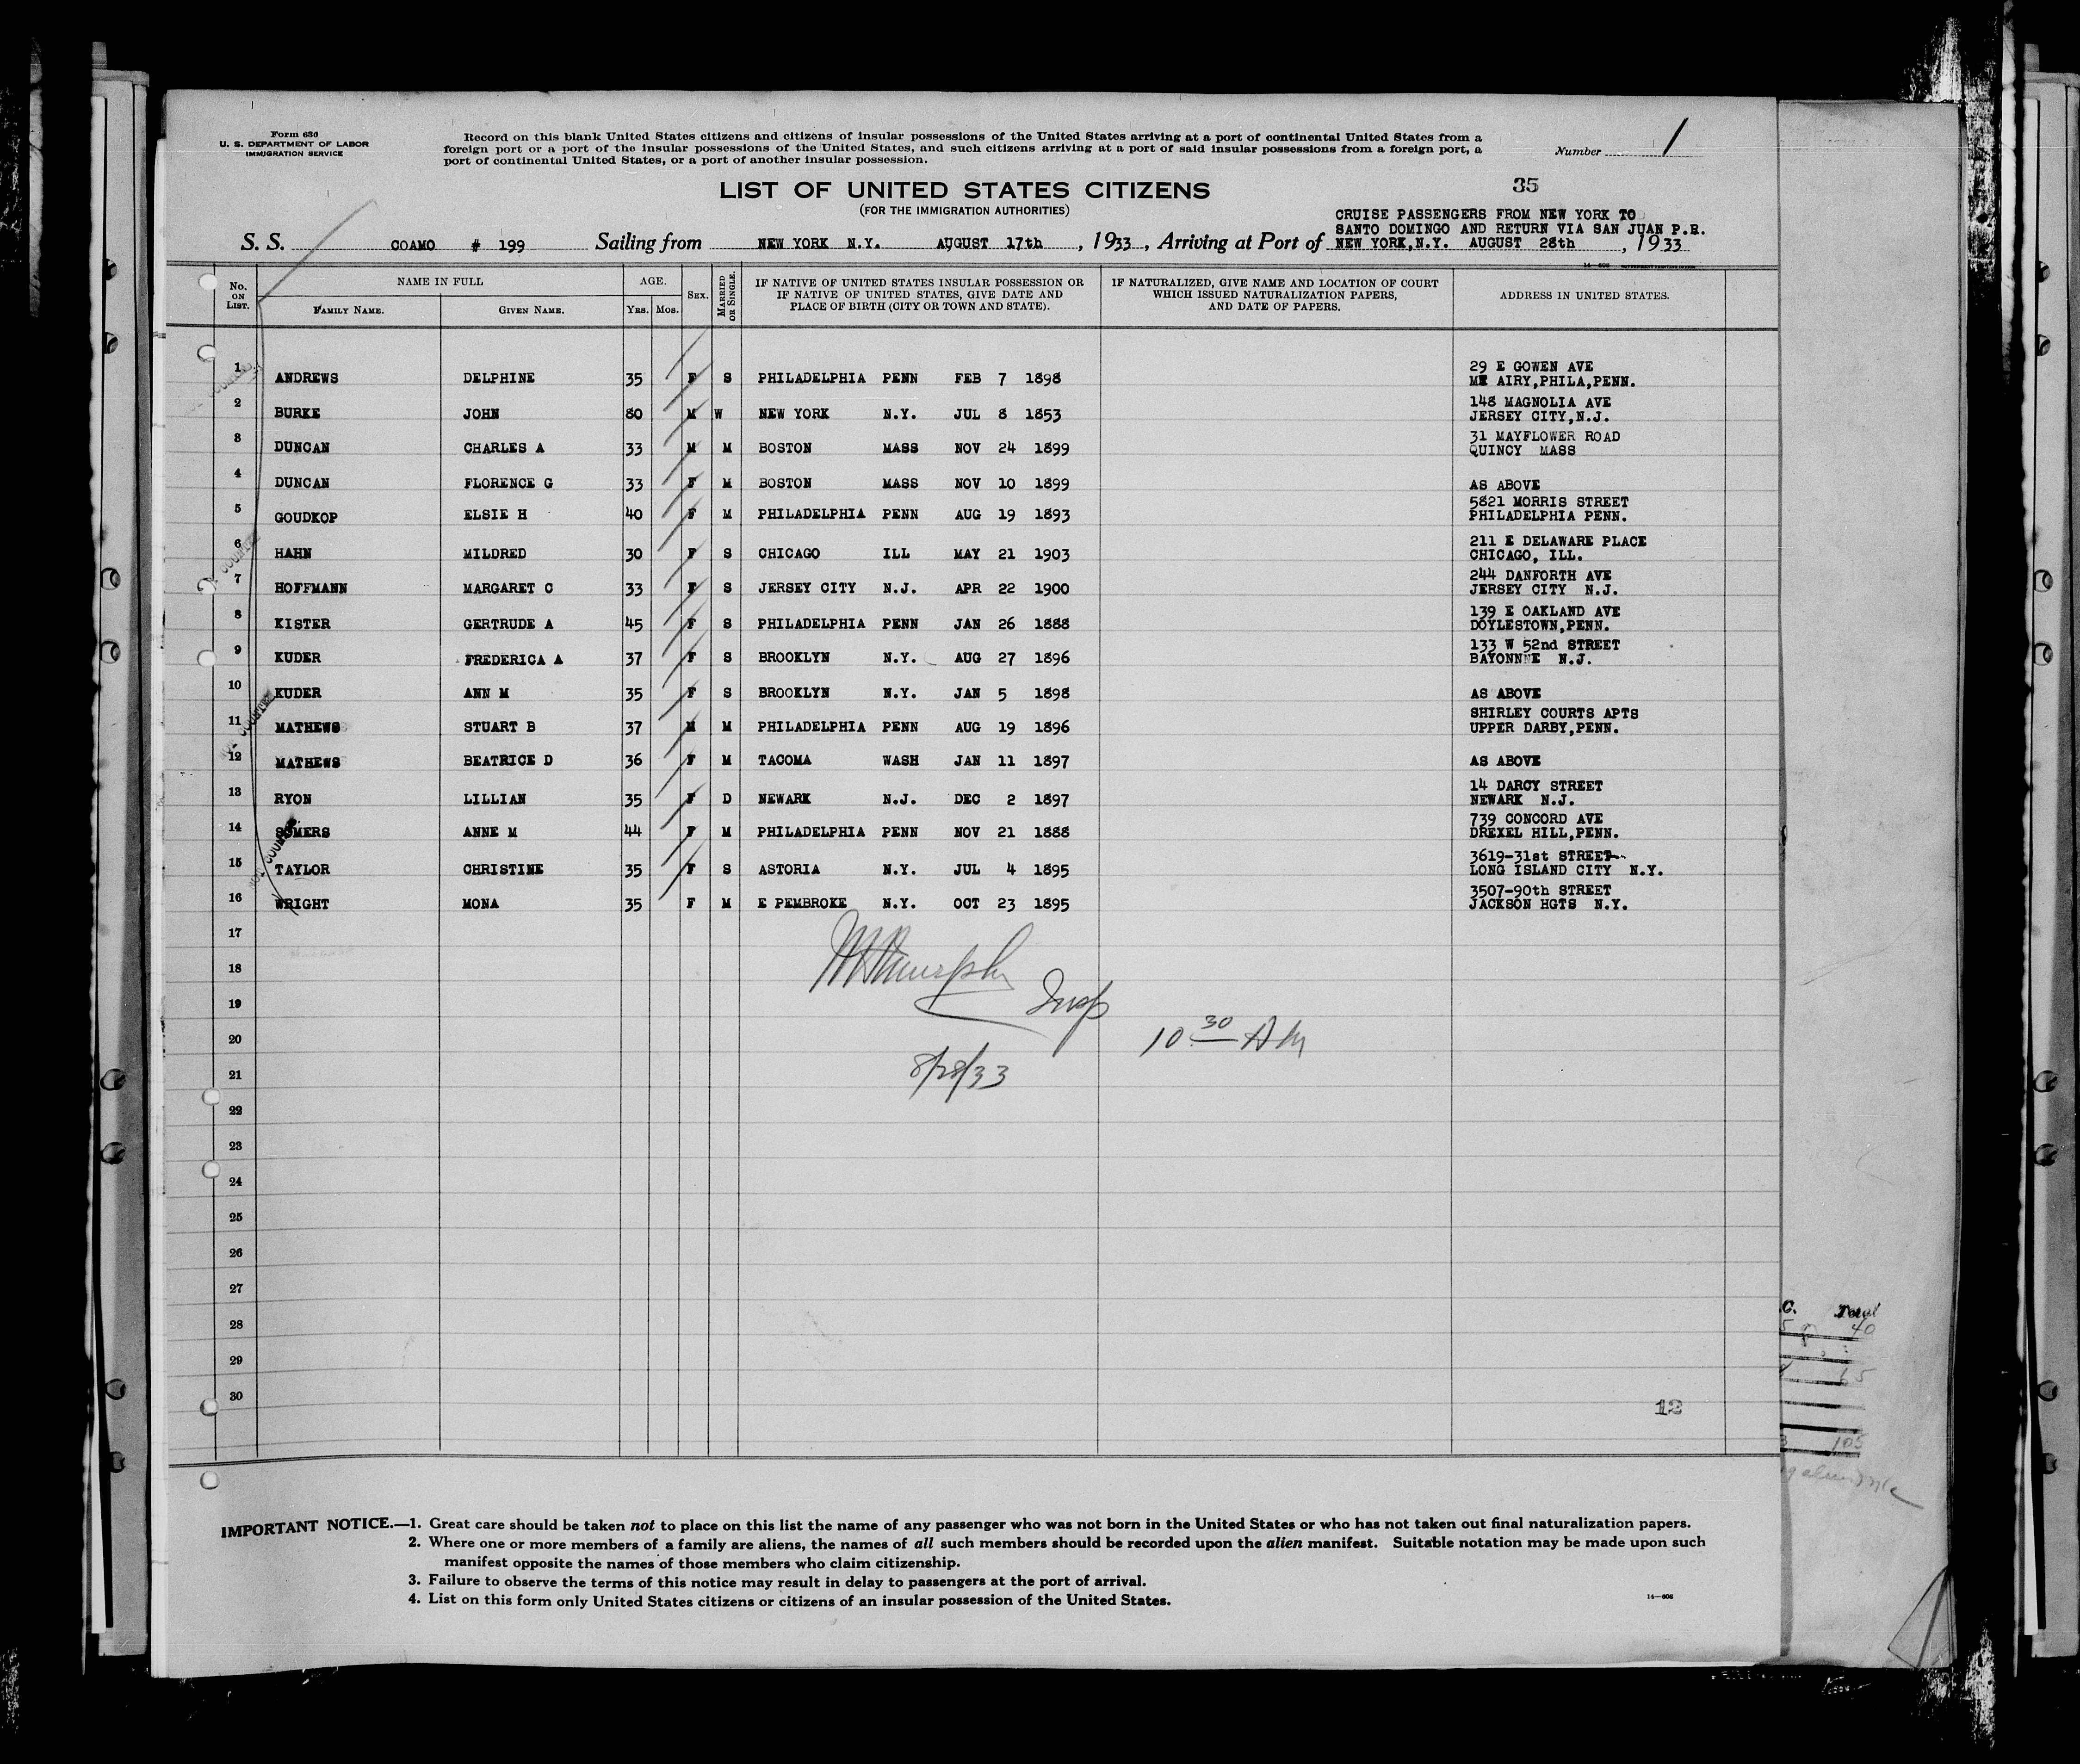 Form 630
U. S. DEPARTMENT OF LABOR
IMMIGRATION SERVICE
Record on this blank United States citizens and citizens of insular possessions of the United States arriving at a port of continental United States from a
foreign port or a port of the insular possessions of the United States, and such citizens arriving at a port of said insular possessions from a foreign port, a
port of continental United States, or a port of another insular possession.
Number 1
LIST OF UNITED STATES CITIZENS
35
(FOR THE IMMIGRATION AUTHORITIES)
CRUISE PASSENGERS FROM NEW YORK TO
SANTO DOMINGO AND RETURN VIA SAN JUAN P.R.
S. S. COAMO # 199 Sailing from NEW YORK N.Y. AUGUST 17th, 1933, Arriving at Port of NEW YORK, N.Y. AUGUST 28th, 1933
No. ON LIST. NAME IN FULL AGE. SEX. MARRIED OR SINGLE. IF NATIVE OF UNITED STATES INSULAR POSSESSION OR IF NATIVE OF UNITED STATES, GIVE DATE AND PLACE OF BIRTH (CITY OR TOWN AND STATE). IF NATURALIZED, GIVE NAME AND LOCATION OF COURT WHICH ISSUED NATURALIZATION PAPERS, AND DATE OF PAPERS. ADDRESS IN UNITED STATES.
FAMILY NAME. GIVEN NAME. YRS. MOS.
1 ANDREWS DELPHINE 35 F S PHILADELPHIA PENN FEB 7 1898 29 E GOWEN AVE
MT AIRY,PHILA,PENN.
2 BURKE JOHN 80 M W NEW YORK N.Y. JUL 8 1853 148 MAGNOLIA AVE
JERSEY CITY,N.J.
3 DUNCAN CHARLES A 33 M M BOSTON MASS NOV 24 1899 31 MAYFLOWER ROAD
QUINCY MASS
4 DUNCAN FLORENCE G 33 F M BOSTON MASS NOV 10 1899 AS ABOVE
5 GOUDKOP ELSIE H 40 F M PHILADELPHIA PENN AUG 19 1893 5821 MORRIS STREET
PHILADELPHIA PENN.
6 HAHN MILDRED 30 F S CHICAGO ILL MAY 21 1903 211 E DELAWARE PLACE
CHICAGO, ILL.
7 HOFFMANN MARGARET C 33 F S JERSEY CITY N.J. APR 22 1900 244 DANFORTH AVE
JERSEY CITY N.J.
8 KISTER GERTRUDE A 45 F S PHILADELPHIA PENN JAN 26 1888 139 E OAKLAND AVE
DOYLESTOWN,PENN.
9 KUDER FREDERICA A 37 F S BROOKLYN N.Y. AUG 27 1896 133 W 52nd STREET
BAYONNNE N.J.
10 KUDER ANN M 35 F S BROOKLYN N.Y. JAN 5 1898 AS ABOVE
11 MATHEWS STUART B 37 M M PHILADELPHIA PENN AUG 19 1896 SHIRLEY COURTS APTS
UPPER DARBY,PENN.
12 MATHEWS BEATRICE D 36 F M TACOMA WASH JAN 11 1897 AS ABOVE
13 RYON LILLIAN 35 F D NEWARK N.J. DEC 2 1897 14 DARCY STREET
NEWARK N.J.
14 SOMERS ANNE M 44 F M PHILADELPHIA PENN NOV 21 1888 739 CONCORD AVE
DREXEL HILL,PENN.
15 TAYLOR CHRISTINE 35 F S ASTORIA N.Y. JUL 4 1895 3619-31st STREET
LONG ISLAND CITY N.Y.
16 WRIGHT MONA 35 F M E PEMBROKE N.Y. OCT 23 1895 3507-90th STREET
JACKSON HGTS N.Y.
17
18
19
Insp
20
10 30 AM
21
8/28/33
22
23
24
25
26
27
28
29
30
12
Total
40
65
105
IMPORTANT NOTICE.—1. Great care should be taken not to place on this list the name of any passenger who was not born in the United States or who has not taken out final naturalization papers.
2. Where one or more members of a family are aliens, the names of all such members should be recorded upon the alien manifest. Suitable notation may be made upon such
manifest opposite the names of those members who claim citizenship.
3. Failure to observe the terms of this notice may result in delay to passengers at the port of arrival.
4. List on this form only United States citizens or citizens of an insular possession of the United States.
14—608